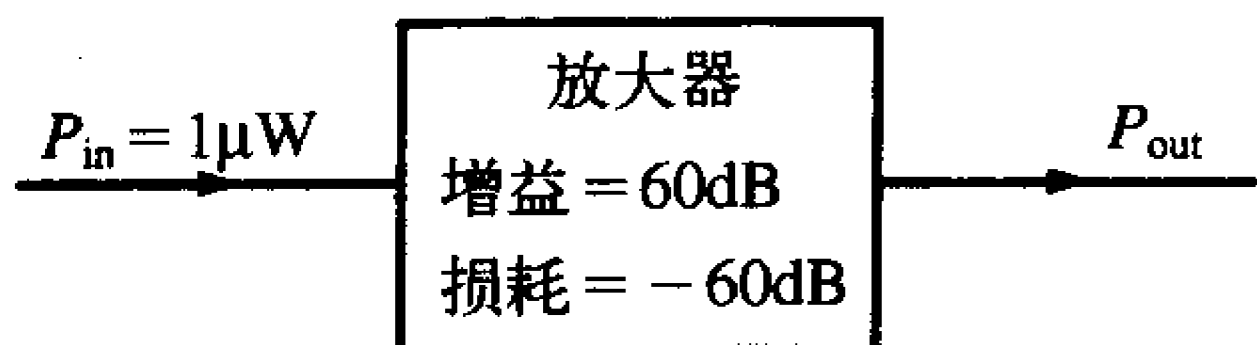 放大器
P_in = 1μW
P_out
增益 = 60dB
损耗 = -60dB